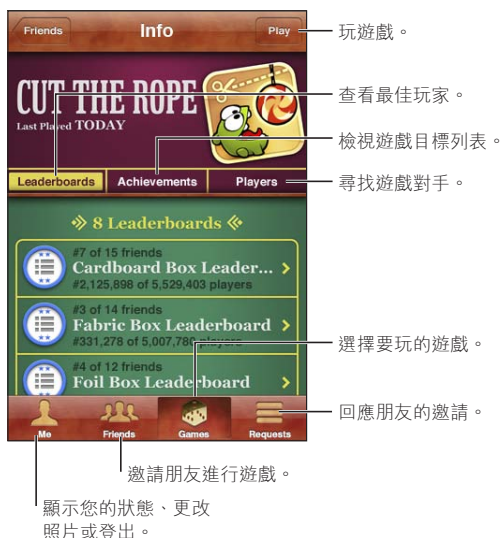 Friends
Info
Play
玩遊戲。
CUT THE ROPE
Last Played TODAY
查看最佳玩家。
檢視遊戲目標列表。
Leaderboards
Achievements
Players
尋找遊戲對手。
8 Leaderboards
#7 of 15 friends
Cardboard Box Leader...
#2,125,898 of 5,529,403 players
#3 of 14 friends
Fabric Box Leaderboard
#331,278 of 5,007,780 players
選擇要玩的遊戲。
#4 of 12 friends
Foil Box Leaderboard
Me
Friends
Games
Requests
回應朋友的邀請。
邀請朋友進行遊戲。
顯示您的狀態、更改
照片或登出。